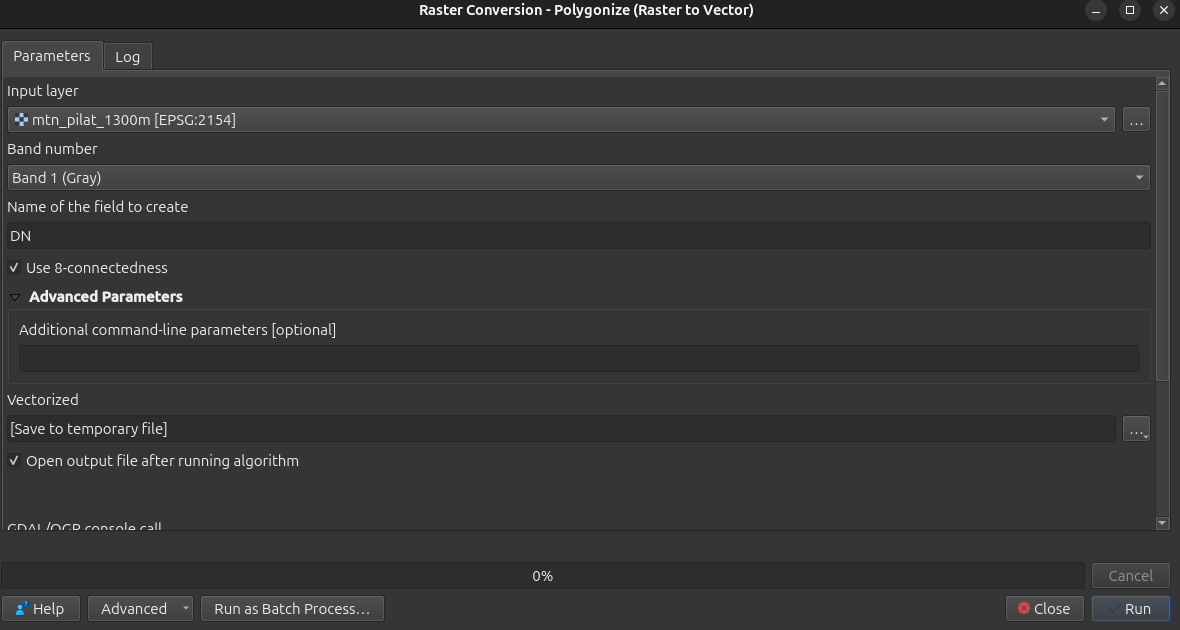 Raster Conversion - Polygonize (Raster to Vector)
Parameters
Log
Input layer
mtn_pilat_1300m [EPSG:2154]
...
Band number
Band 1 (Gray)
Name of the field to create
DN
Use 8-connectedness
Advanced Parameters
Additional command-line parameters [optional]
Vectorized
[Save to temporary file]
...
Open output file after running algorithm
GDAL/OGR console call
0%
Cancel
Help
Advanced
Run as Batch Process…
Close
Run